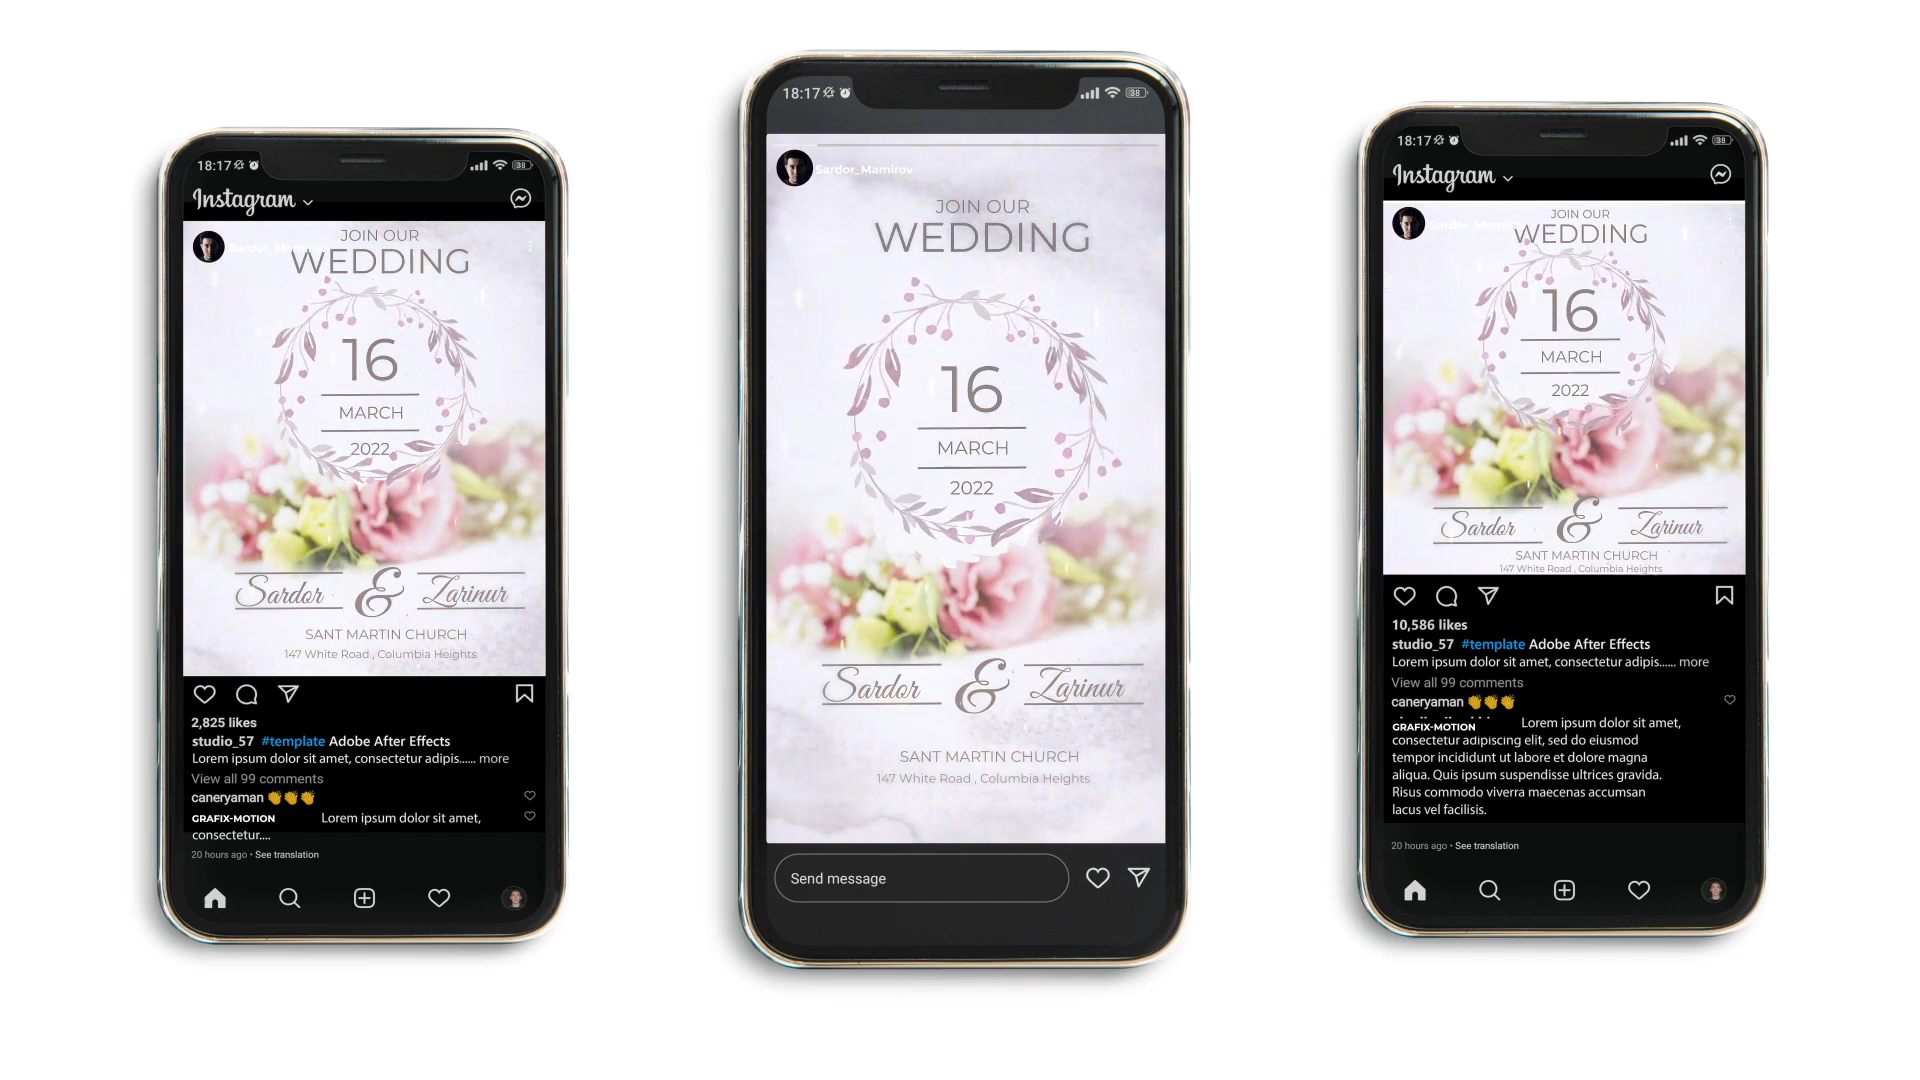 18:17
38
Instagram
JOIN OUR
WEDDING
16
MARCH
2022
Sardor & Zarinur
SANT MARTIN CHURCH
147 White Road , Columbia Heights
2,825 likes
studio_57 #template Adobe After Effects
Lorem ipsum dolor sit amet, consectetur adipis...... more
View all 99 comments
caneryaman 👏👏👏
GRAFIX-MOTION Lorem ipsum dolor sit amet,
consectetur....
20 hours ago • See translation
18:17
38
Sardor_Mamirov
JOIN OUR
WEDDING
16
MARCH
2022
Sardor & Zarinur
SANT MARTIN CHURCH
147 White Road , Columbia Heights
Send message
18:17
38
Instagram
JOIN OUR
WEDDING
16
MARCH
2022
Sardor & Zarinur
SANT MARTIN CHURCH
147 White Road , Columbia Heights
10,586 likes
studio_57 #template Adobe After Effects
Lorem ipsum dolor sit amet, consectetur adipis...... more
View all 99 comments
caneryaman 👏👏👏
GRAFIX-MOTION Lorem ipsum dolor sit amet,
consectetur adipiscing elit, sed do eiusmod
tempor incididunt ut labore et dolore magna
aliqua. Quis ipsum suspendisse ultrices gravida.
Risus commodo viverra maecenas accumsan
lacus vel facilisis.
20 hours ago • See translation